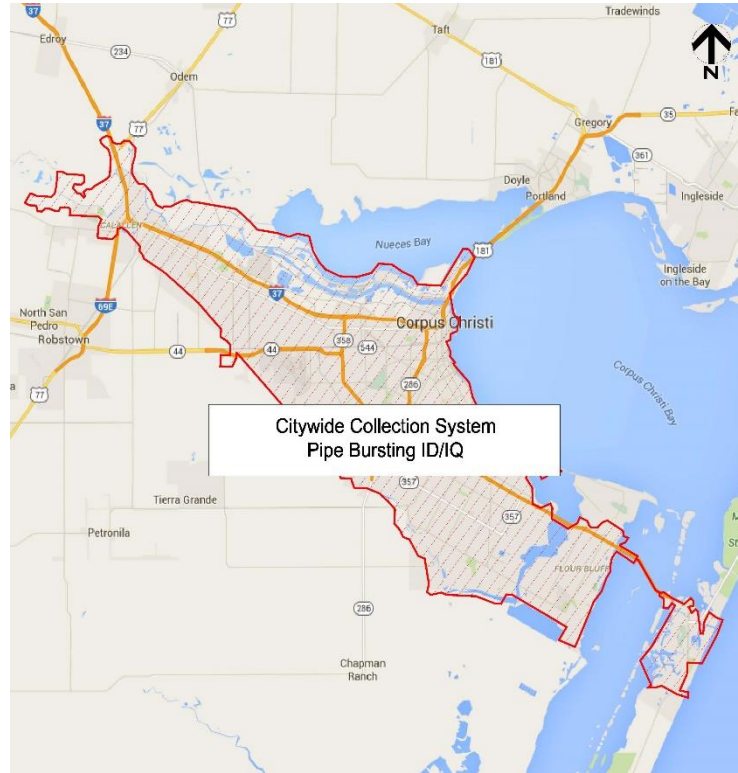 Tradewinds
37
Edroy
77
Taft
181
234
Odem
N
37
77
Gregory
35
361
Doyle
Portland
Ingleside
CALALLEN
Nueces Bay
181
Ingleside
on the Bay
37
69E
North San
Pedro
Robstown
Corpus Christi
44
44
358
544
286
77
Corpus Christi
Bay
Citywide Collection System
Pipe Bursting ID/IQ
357
357
Tierra Grande
Petronila
FLOUR BLUFF
286
Chapman
Ranch